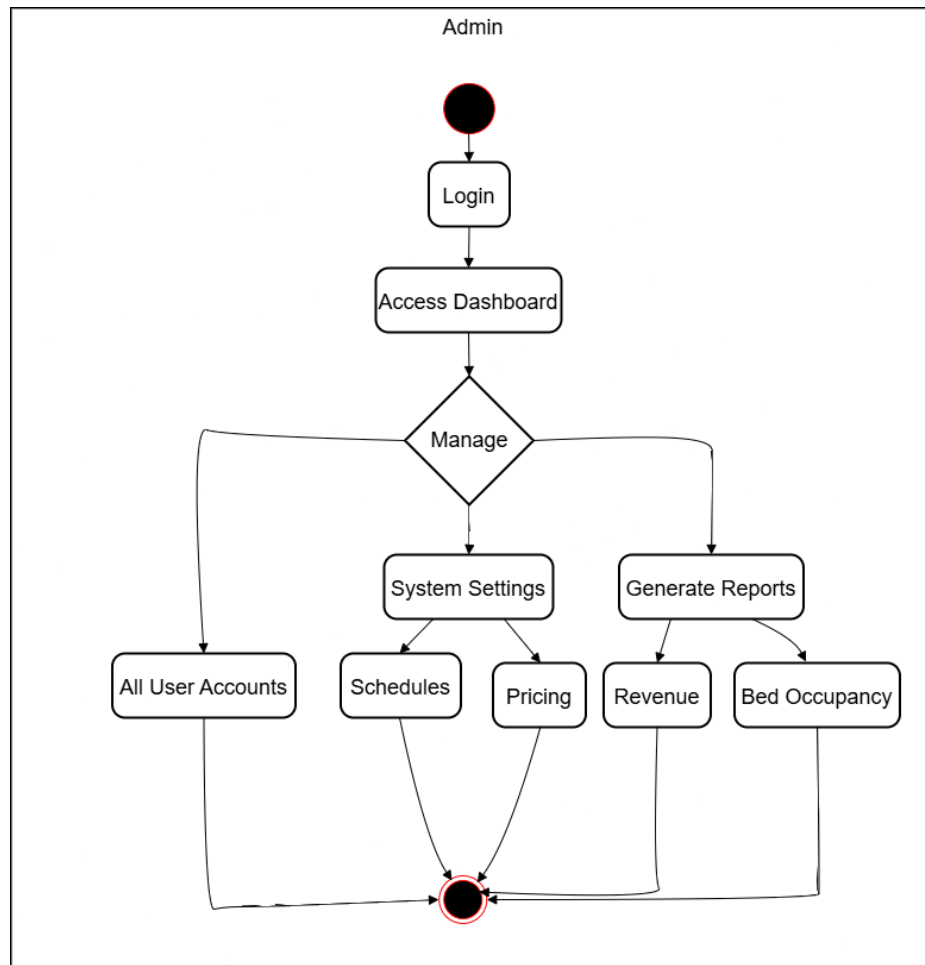 Admin
Login
Access Dashboard
Manage
System Settings
Generate Reports
All User Accounts
Schedules
Pricing
Revenue
Bed Occupancy